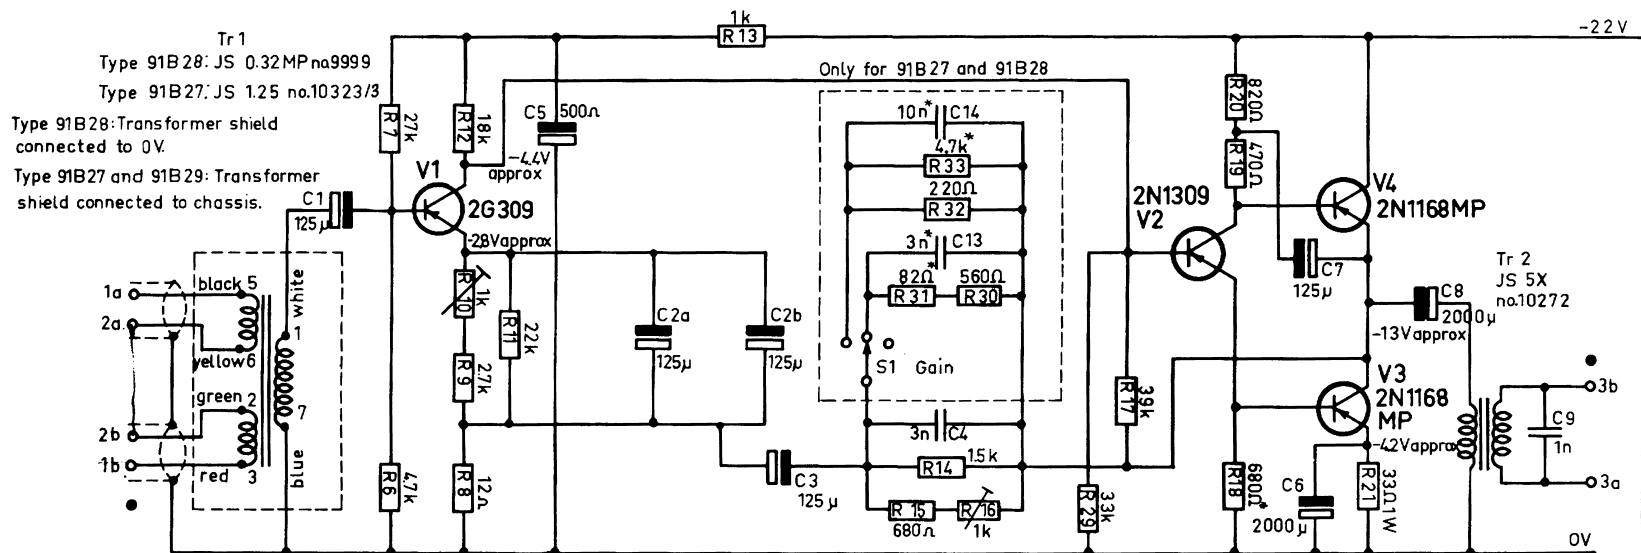 Tr 1
Type 91B28: JS 0.32MP no.9999
Type 91B27: JS 1.25 no.10323/3
Type 91B28: Transformer shield
connected to 0V.
Type 91B27 and 91B29: Transformer
shield connected to chassis.
1k
R13
-22V
R7
27k
R12
18k
C5
500Ω
-4.4V
approx
V1
2G309
C1
125µ
-2.8V approx
R10
1k
R11
22k
R9
2.7k
R8
12Ω
R6
4.7k
C2a
125µ
C2b
125µ
1a
2a.
2b
1b
black 5
yellow 6
green 2
red 3
white
1
7
blue
Only for 91B27 and 91B28
10n*
C14
4.7k*
R33
220Ω
R32
3n*
C13
82Ω*
R31
560Ω
R30
S1 Gain
3n
C4
1.5k
R14
R15
680Ω
R16
1k
C3
125µ
R17
39k
R29
33k
2N1309
V2
R20
820Ω
R19
470Ω
R18
680Ω*
C7
125µ
V4
2N1168MP
C8
2000µ
-13V approx
V3
2N1168
MP
-4.2V approx
C6
2000µ
R21
33Ω1W
Tr 2
JS 5X
no.10272
C9
1n
3b
3a
0V